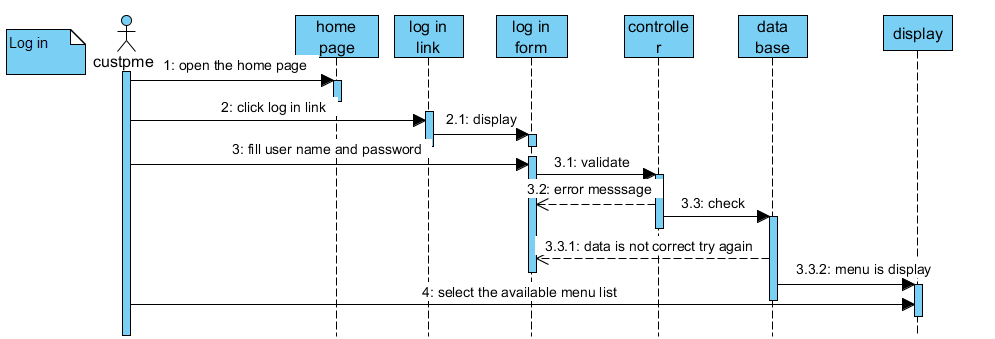 Log in
custpme
home
page
log in
link
log in
form
controlle
r
data
base
display
1: open the home page
2: click log in link
2.1: display
3: fill user name and password
3.1: validate
3.2: error messsage
3.3: check
3.3.1: data is not correct try again
3.3.2: menu is display
4: select the available menu list